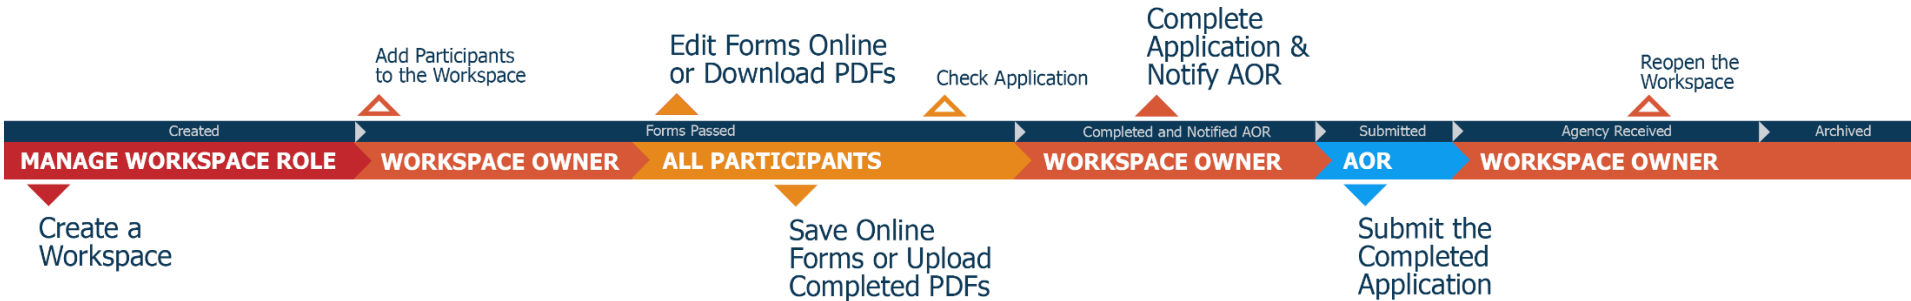 Add Participants
to the Workspace
Edit Forms Online
or Download PDFs
Check Application
Complete
Application &
Notify AOR
Reopen the
Workspace
Created
Forms Passed
Completed and Notified AOR
Submitted
Agency Received
Archived
MANAGE WORKSPACE ROLE
WORKSPACE OWNER
ALL PARTICIPANTS
WORKSPACE OWNER
AOR
WORKSPACE OWNER
Create a
Workspace
Save Online
Forms or Upload
Completed PDFs
Submit the
Completed
Application